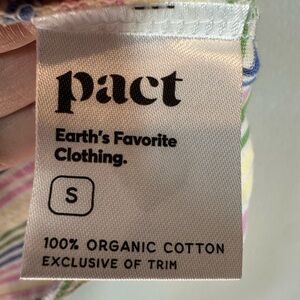 pact
Earth's Favorite
Clothing.
S
100% ORGANIC COTTON
EXCLUSIVE OF TRIM